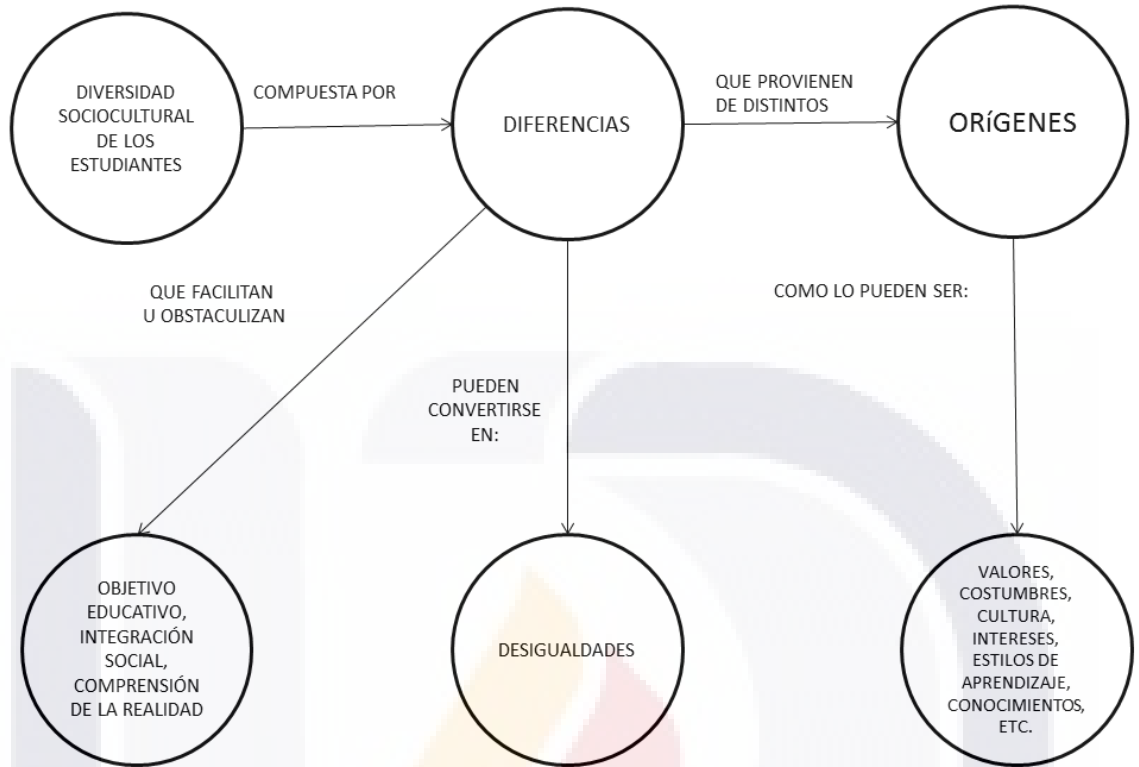 DIVERSIDAD
SOCIOCULTURAL
DE LOS
ESTUDIANTES
COMPUESTA POR
DIFERENCIAS
QUE PROVIENEN
DE DISTINTOS
ORíGENES
QUE FACILITAN
U OBSTACULIZAN
PUEDEN
CONVERTIRSE
EN:
COMO LO PUEDEN SER:
OBJETIVO
EDUCATIVO,
INTEGRACIÓN
SOCIAL,
COMPRENSIÓN
DE LA REALIDAD
DESIGUALDADES
VALORES,
COSTUMBRES,
CULTURA,
INTERESES,
ESTILOS DE
APRENDIZAJE,
CONOCIMIENTOS,
ETC.